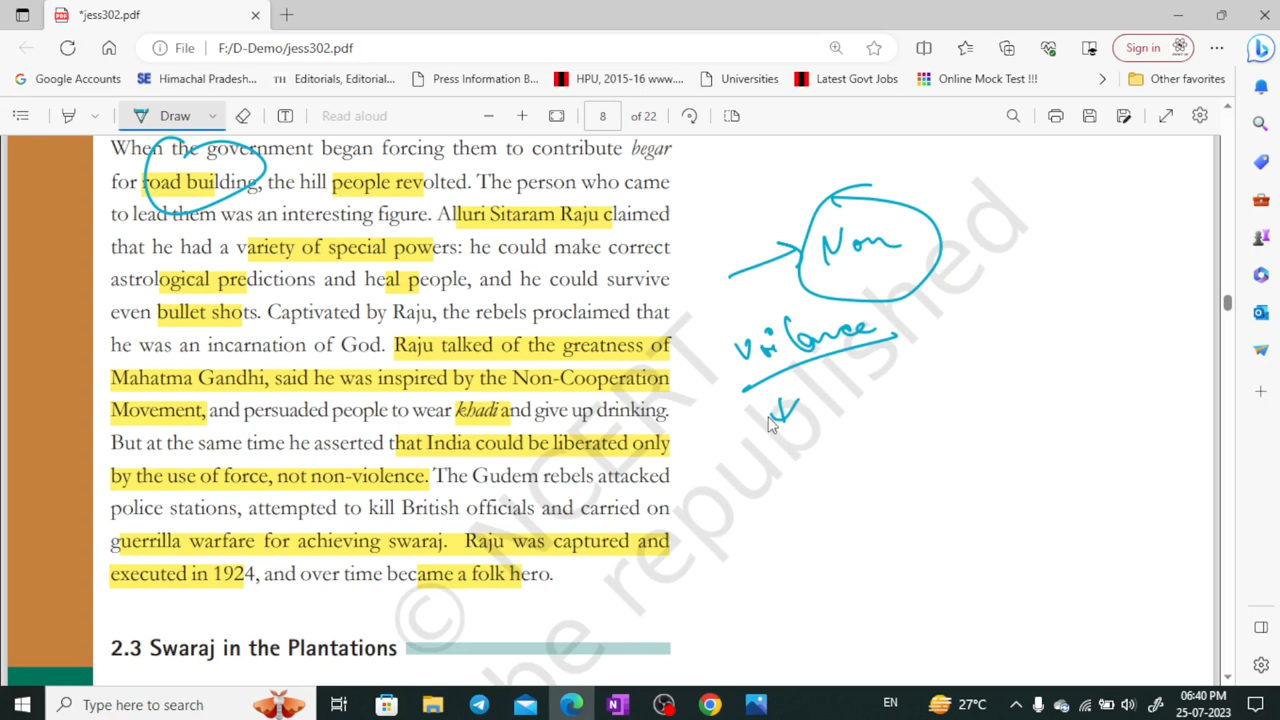 *jess302.pdf
File F:/D-Demo/jess302.pdf Sign in
Google Accounts SE Himachal Pradesh... TH Editorials, Editorial... Press Information B... HPU, 2015-16 www.... Universities Latest Govt Jobs Online Mock Test !!! Other favorites
Draw Read aloud 8 of 22
When the government began forcing them to contribute begar
for road building, the hill people revolted. The person who came
to lead them was an interesting figure. Alluri Sitaram Raju claimed
that he had a variety of special powers: he could make correct
astrological predictions and heal people, and he could survive
even bullet shots. Captivated by Raju, the rebels proclaimed that
he was an incarnation of God. Raju talked of the greatness of
Mahatma Gandhi, said he was inspired by the Non-Cooperation
Movement, and persuaded people to wear khadi and give up drinking.
But at the same time he asserted that India could be liberated only
by the use of force, not non-violence. The Gudem rebels attacked
police stations, attempted to kill British officials and carried on
guerrilla warfare for achieving swaraj. Raju was captured and
executed in 1924, and over time became a folk hero.
Non
© NCERT
be republished
2.3 Swaraj in the Plantations
Type here to search EN 27°C 06:40 PM
25-07-2023